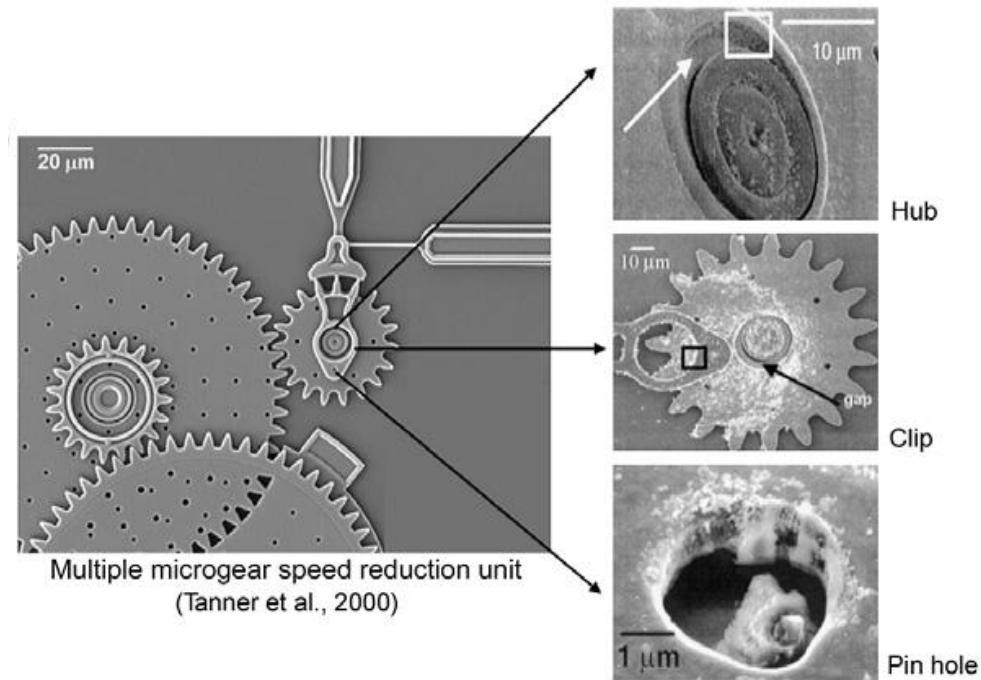 20 μm
Multiple microgear speed reduction unit
(Tanner et al., 2000)
10 μm
Hub
10 μm
gap
Clip
1 μm
Pin hole